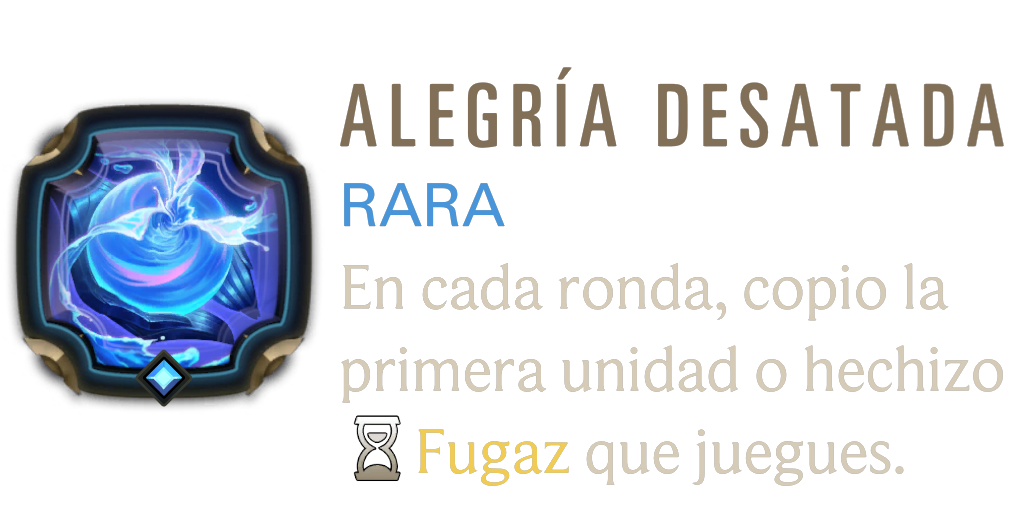 ALEGRÍA DESATADA
RARA
En cada ronda, copio la
primera unidad o hechizo
Fugaz que juegues.